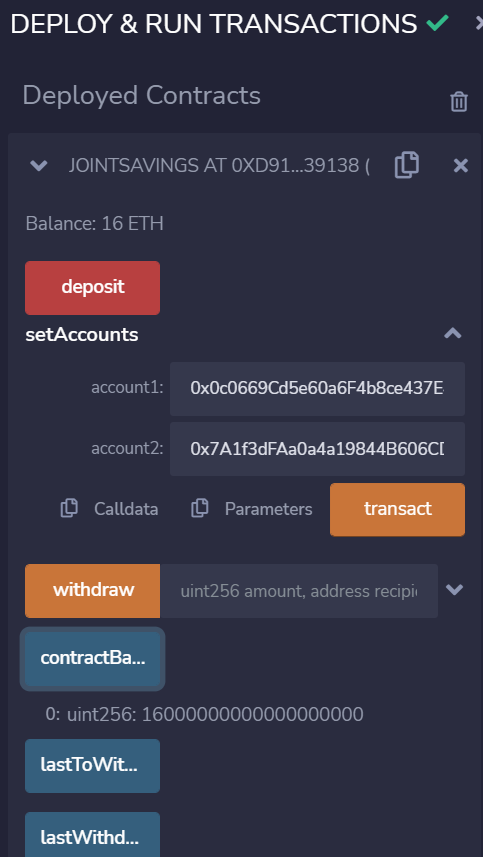 DEPLOY & RUN TRANSACTIONS
Deployed Contracts
JOINTSAVINGS AT 0XD91...39138 (
Balance: 16 ETH
deposit
setAccounts
account1: 0x0c0669Cd5e60a6F4b8ce437E
account2: 0x7A1f3dFAa0a4a19844B606CD
Calldata Parameters transact
withdraw uint256 amount, address recipi
contractBa...
0: uint256: 16000000000000000000
lastToWit...
lastWithd...